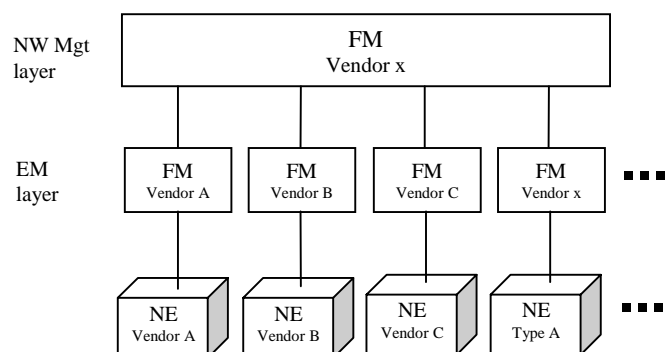 NW Mgt
layer
FM
Vendor x
EM
layer
FM
Vendor A
FM
Vendor B
FM
Vendor C
FM
Vendor x
NE
Vendor A
NE
Vendor B
NE
Vendor C
NE
Type A